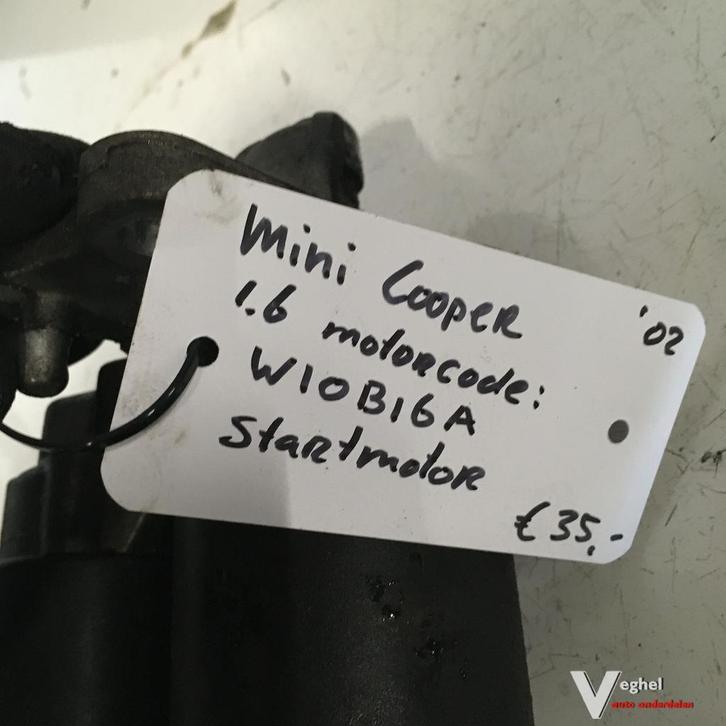 Mini Cooper '02
1.6 motorcode:
W10B16A
Startmotor
€35,-
Veghel
auto onderdelen